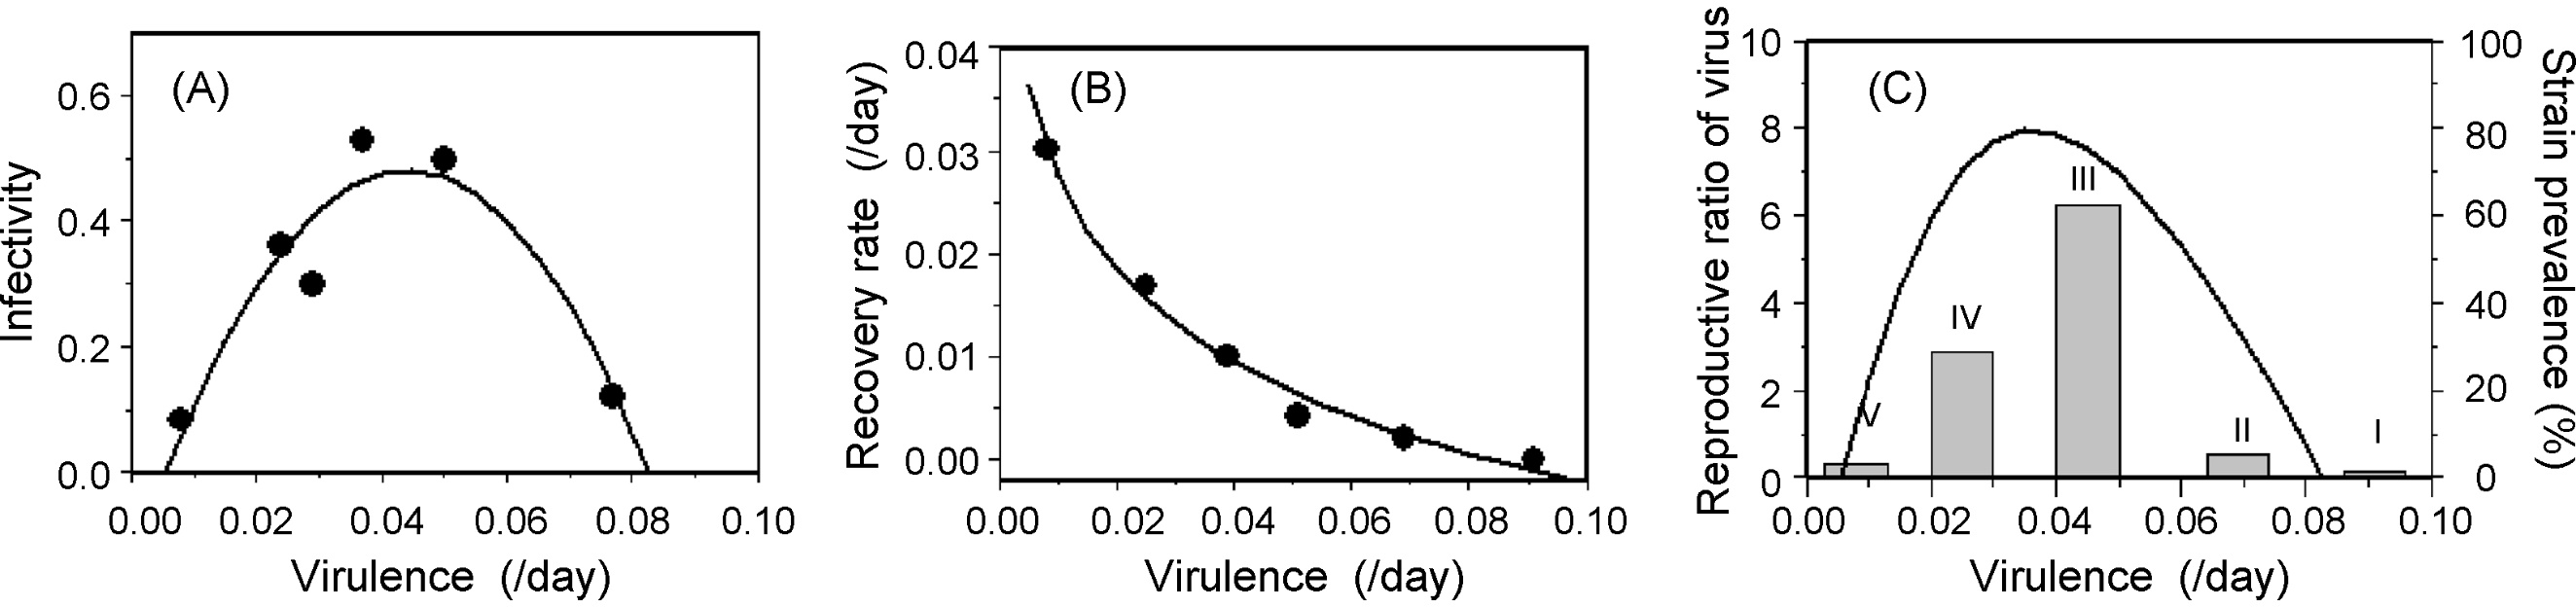 (A)
Infectivity
0.6
0.4
0.2
0.0
0.00 0.02 0.04 0.06 0.08 0.10
Virulence (/day)
(B)
Recovery rate (/day)
0.04
0.03
0.02
0.01
0.00
0.00 0.02 0.04 0.06 0.08 0.10
Virulence (/day)
(C)
Reproductive ratio of virus
10
8
6
4
2
0
V
IV
III
II
I
100
80
60
40
20
0
Strain prevalence (%)
0.00 0.02 0.04 0.06 0.08 0.10
Virulence (/day)